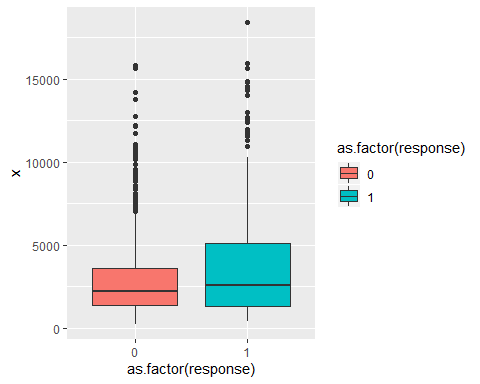 15000
10000
5000
0
x
0
1
as.factor(response)
as.factor(response)
0
1